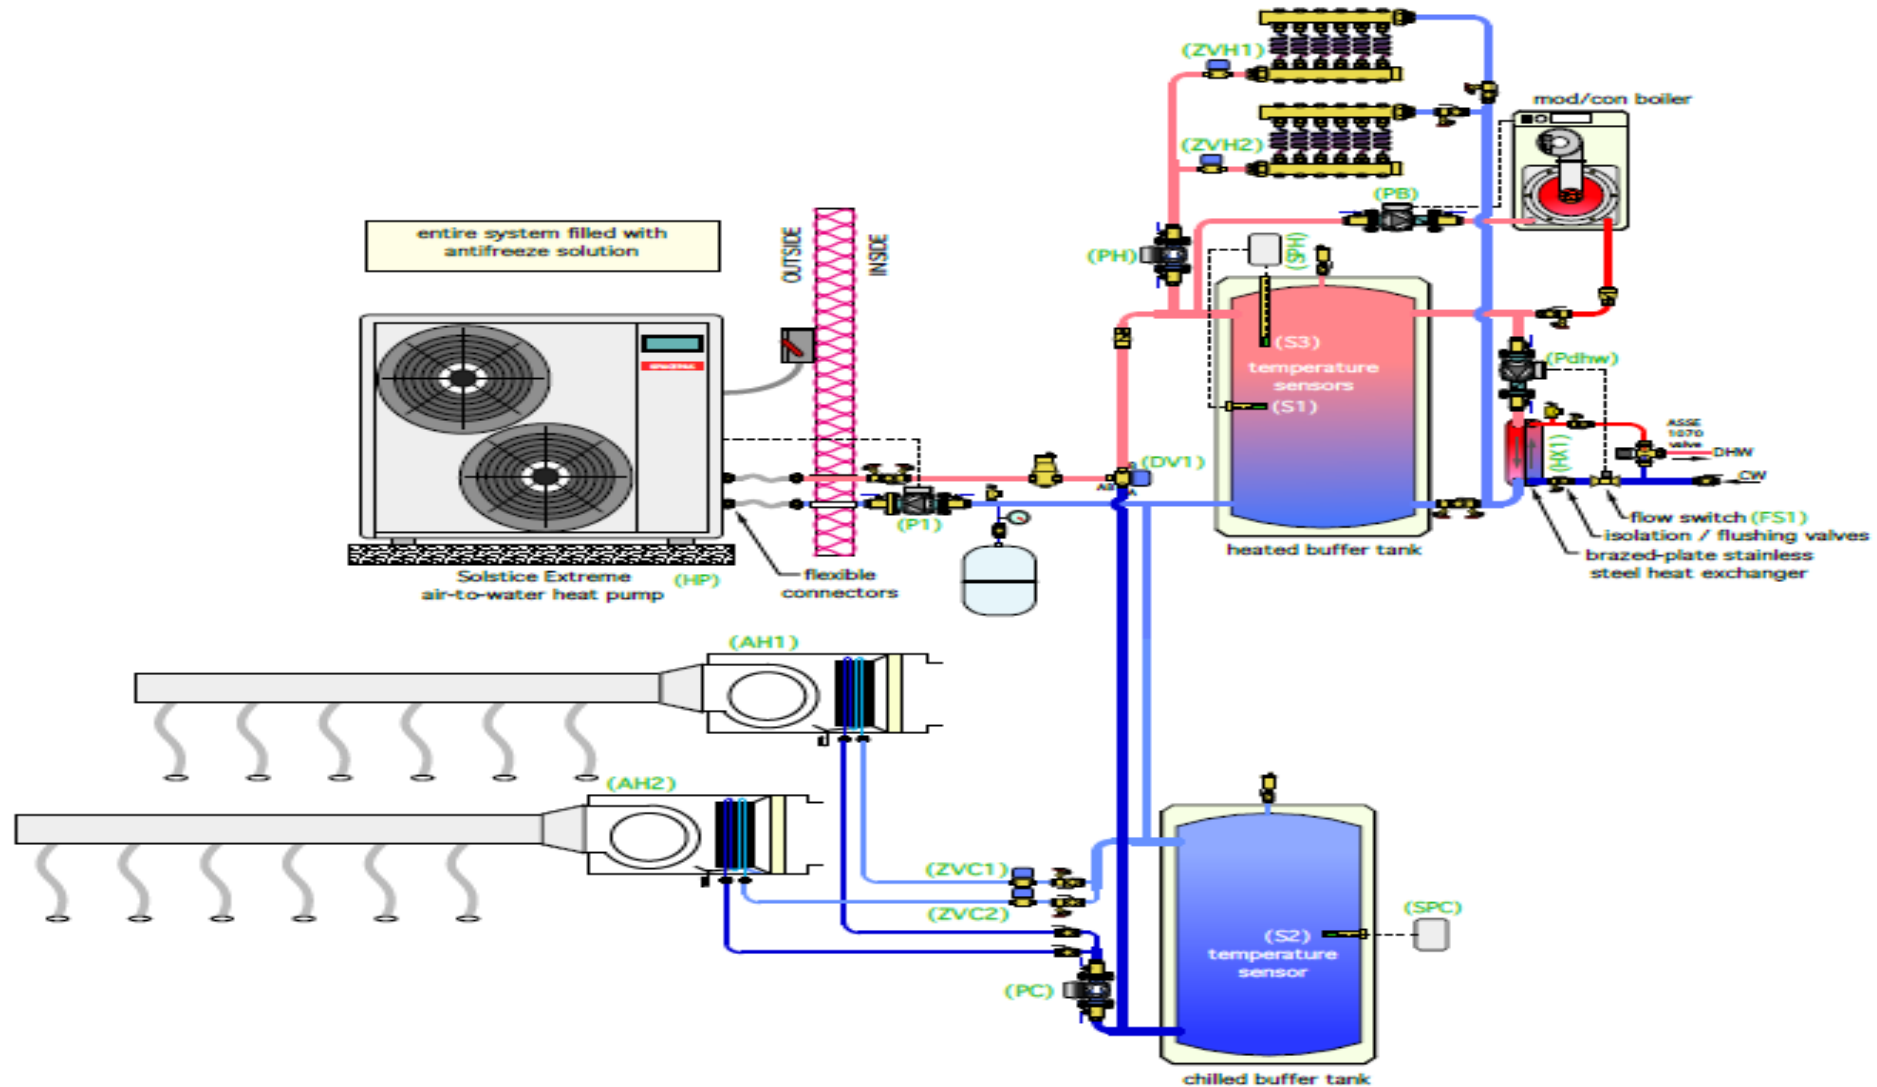 (ZVH1)
mod/con boiler
(ZVH2)
(PB)
entire system filled with
antifreeze solution
OUTSIDE
INSIDE
(PH)
(SPH)
(S3)
temperature
sensors
(S1)
(Pdhw)
ASSE
1070
valve
DHW
(HX1)
CW
(DV1)
AB
A
(P1)
flow switch (FS1)
isolation / flushing valves
brazed-plate stainless
steel heat exchanger
heated buffer tank
Solstice Extreme
air-to-water heat pump
(HP)
flexible
connectors
(AH1)
(AH2)
(ZVC1)
(ZVC2)
(PC)
(S2)
temperature
sensor
(SPC)
chilled buffer tank